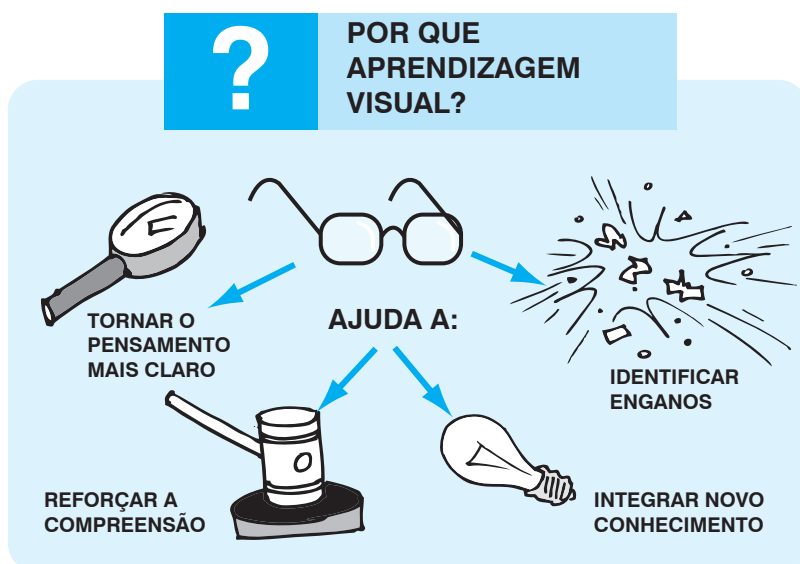 ?
POR QUE
APRENDIZAGEM
VISUAL?
AJUDA A:
TORNAR O
PENSAMENTO
MAIS CLARO
IDENTIFICAR
ENGANOS
REFORÇAR A
COMPREENSÃO
INTEGRAR NOVO
CONHECIMENTO